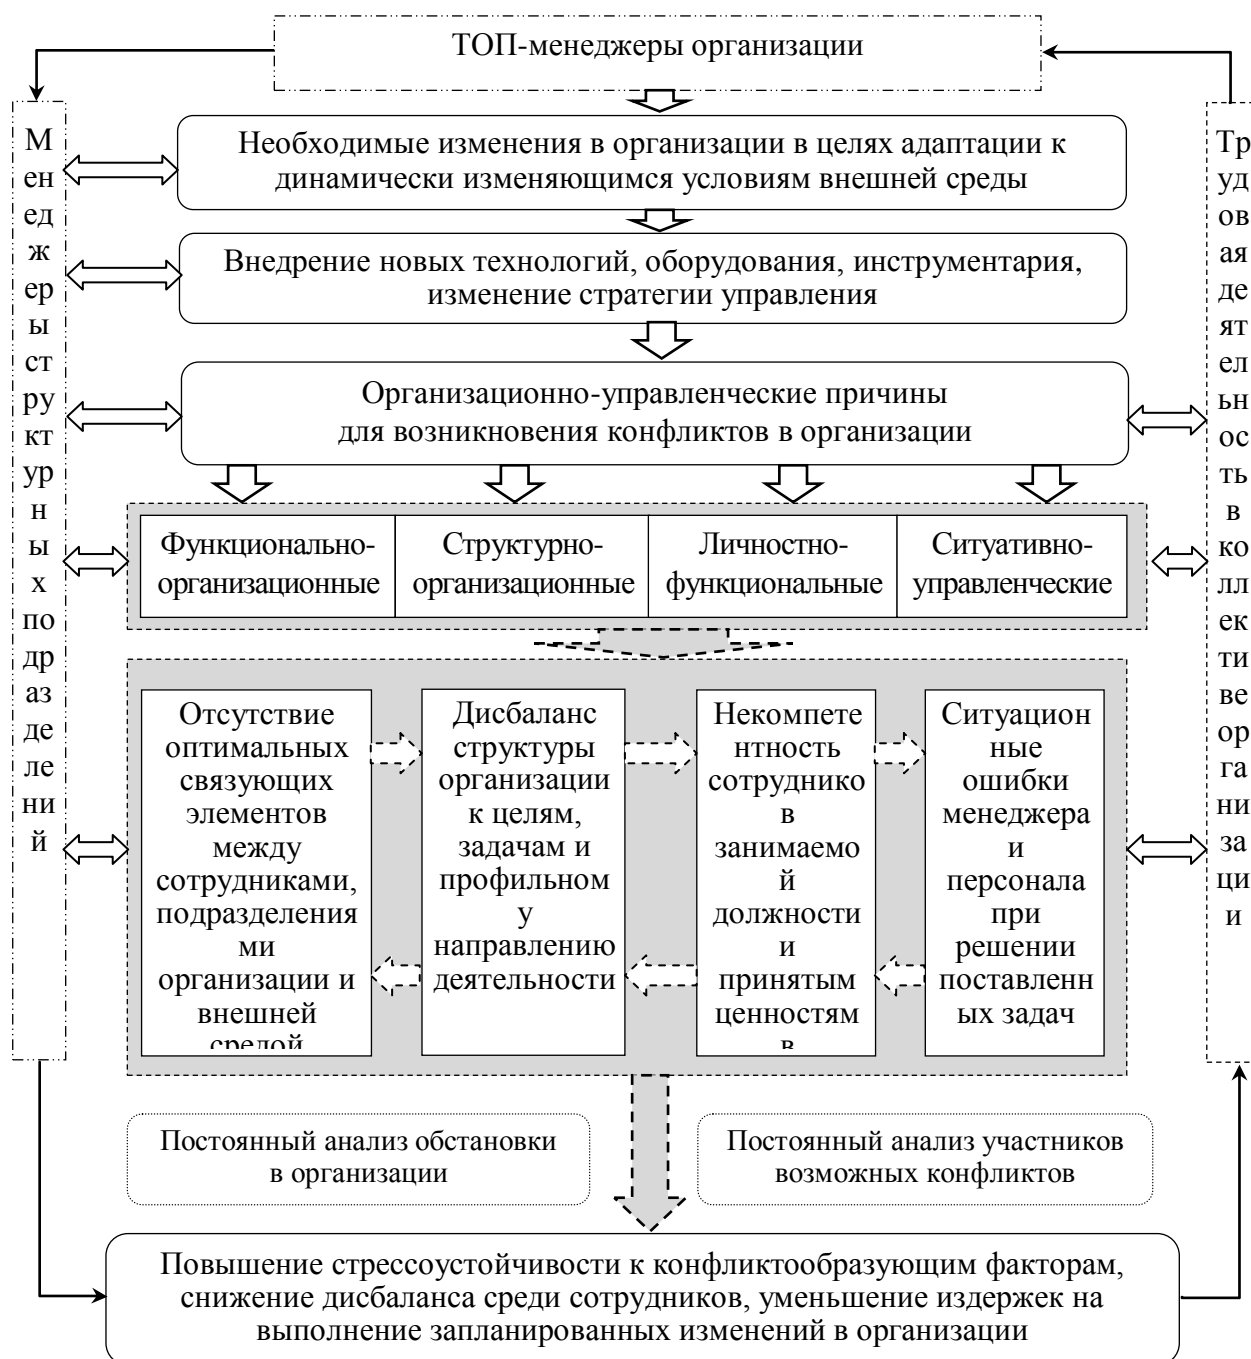 ТОП-менеджеры организации
М
ен
ед
ж
ер
ы
ст
ру
кт
ур
н
ы
х
по
др
аз
де
ле
ни
й
Необходимые изменения в организации в целях адаптации к
динамически изменяющимся условиям внешней среды
Внедрение новых технологий, оборудования, инструментария,
изменение стратегии управления
Организационно-управленческие причины
для возникновения конфликтов в организации
Функционально-
организационные
Структурно-
организационные
Личностно-
функциональные
Ситуативно-
управленческие
Отсутствие
оптимальных
связующих
элементов
между
сотрудниками,
подразделения
ми
организации и
внешней
средой
Дисбаланс
структуры
организации
к целям,
задачам и
профильном
у
направлению
деятельности
Некомпете
нтность
сотруднико
в
занимаемо
й
должности
и
принятым
ценностям
в
Ситуацион
ные
ошибки
менеджера
и
персонала
при
решении
поставленн
ых задач
Тр
уд
ов
ая
де
ят
ел
ьн
ос
ть
в
ко
лл
ек
ти
ве
ор
га
ни
за
ци
и
Постоянный анализ обстановки
в организации
Постоянный анализ участников
возможных конфликтов
Повышение стрессоустойчивости к конфликтообразующим факторам,
снижение дисбаланса среди сотрудников, уменьшение издержек на
выполнение запланированных изменений в организации